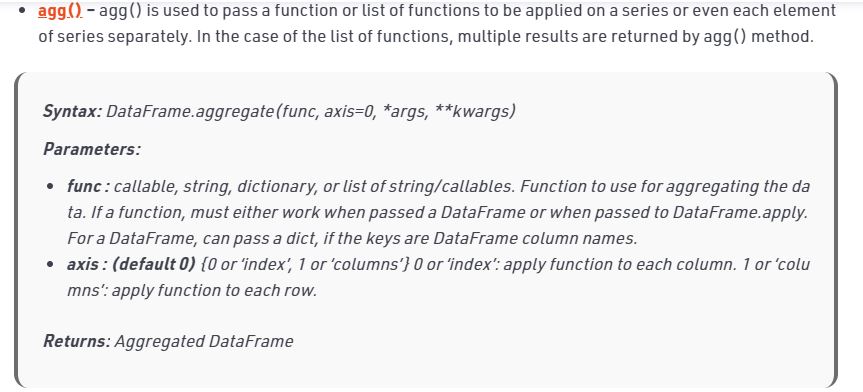 • agg() – agg() is used to pass a function or list of functions to be applied on a series or even each element
of series separately. In the case of the list of functions, multiple results are returned by agg() method.
Syntax: DataFrame.aggregate(func, axis=0, *args, **kwargs)
Parameters:
• func : callable, string, dictionary, or list of string/callables. Function to use for aggregating the da
ta. If a function, must either work when passed a DataFrame or when passed to DataFrame.apply.
For a DataFrame, can pass a dict, if the keys are DataFrame column names.
• axis : (default 0) {0 or ‘index’, 1 or ‘columns’} 0 or ‘index’: apply function to each column. 1 or ‘colu
mns’: apply function to each row.
Returns: Aggregated DataFrame